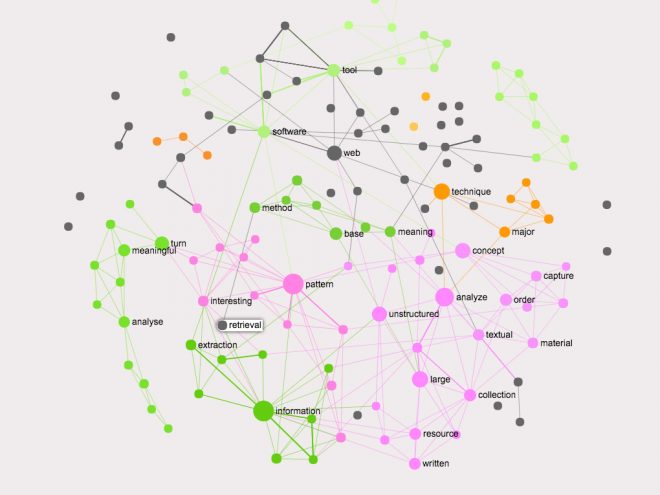 tool
software
web
technique
method
base
meaning
major
turn
meaningful
concept
capture
pattern
interesting
analyze
order
unstructured
retrieval
analyse
extraction
textual
material
large
collection
information
resource
written